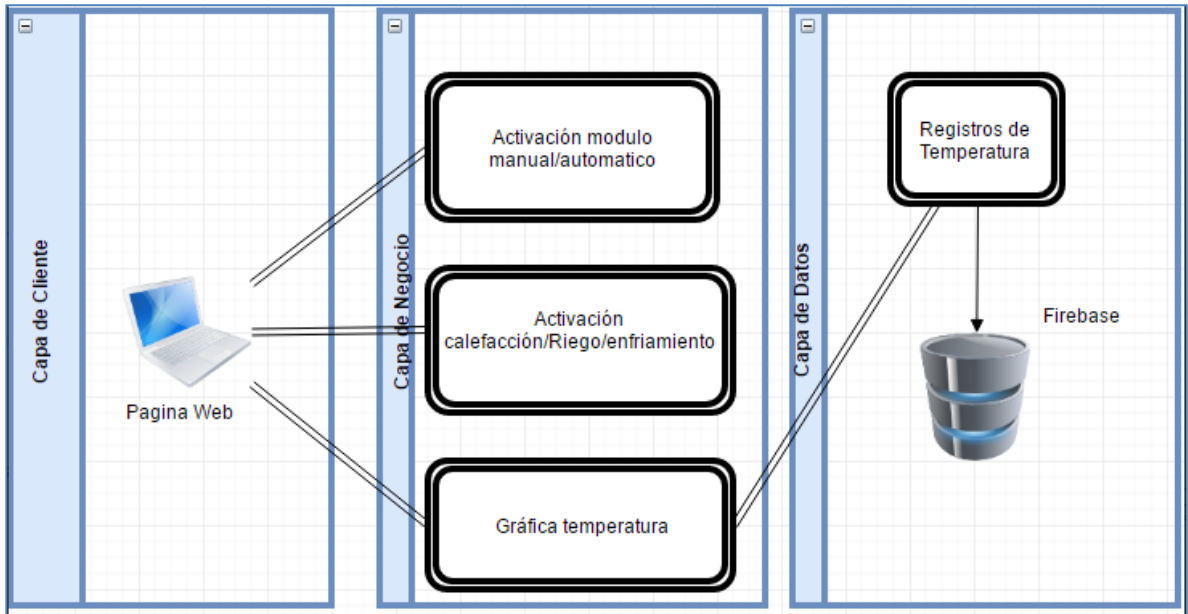 Capa de Cliente
Pagina Web
Capa de Negocio
Activación modulo
manual/automatico
Activación
calefacción/Riego/enfriamiento
Gráfica temperatura
Capa de Datos
Registros de
Temperatura
Firebase